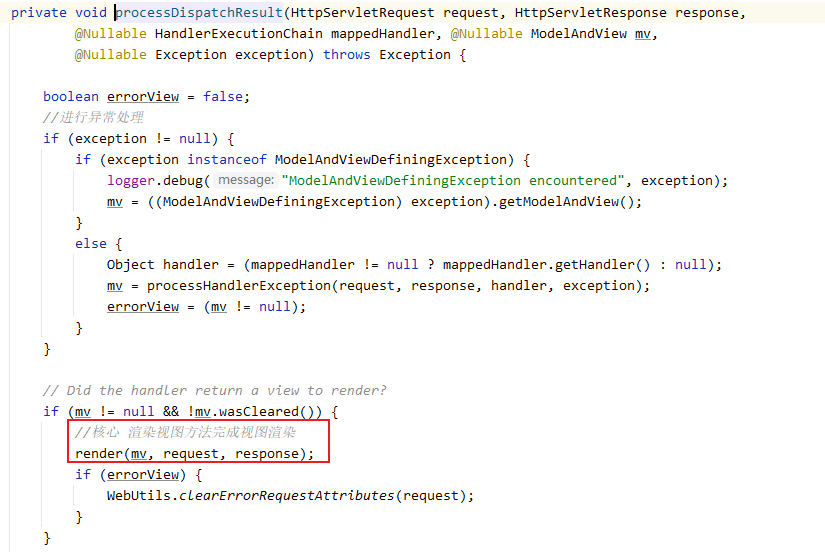 private void processDispatchResult(HttpServletRequest request, HttpServletResponse response,
@Nullable HandlerExecutionChain mappedHandler, @Nullable ModelAndView mv,
@Nullable Exception exception) throws Exception {
boolean errorView = false;
//进行异常处理
if (exception != null) {
if (exception instanceof ModelAndViewDefiningException) {
logger.debug( message: "ModelAndViewDefiningException encountered", exception);
mv = ((ModelAndViewDefiningException) exception).getModelAndView();
}
else {
Object handler = (mappedHandler != null ? mappedHandler.getHandler() : null);
mv = processHandlerException(request, response, handler, exception);
errorView = (mv != null);
}
}
// Did the handler return a view to render?
if (mv != null && !mv.wasCleared()) {
//核心 渲染视图方法完成视图渲染
render(mv, request, response);
if (errorView) {
WebUtils.clearErrorRequestAttributes(request);
}
}